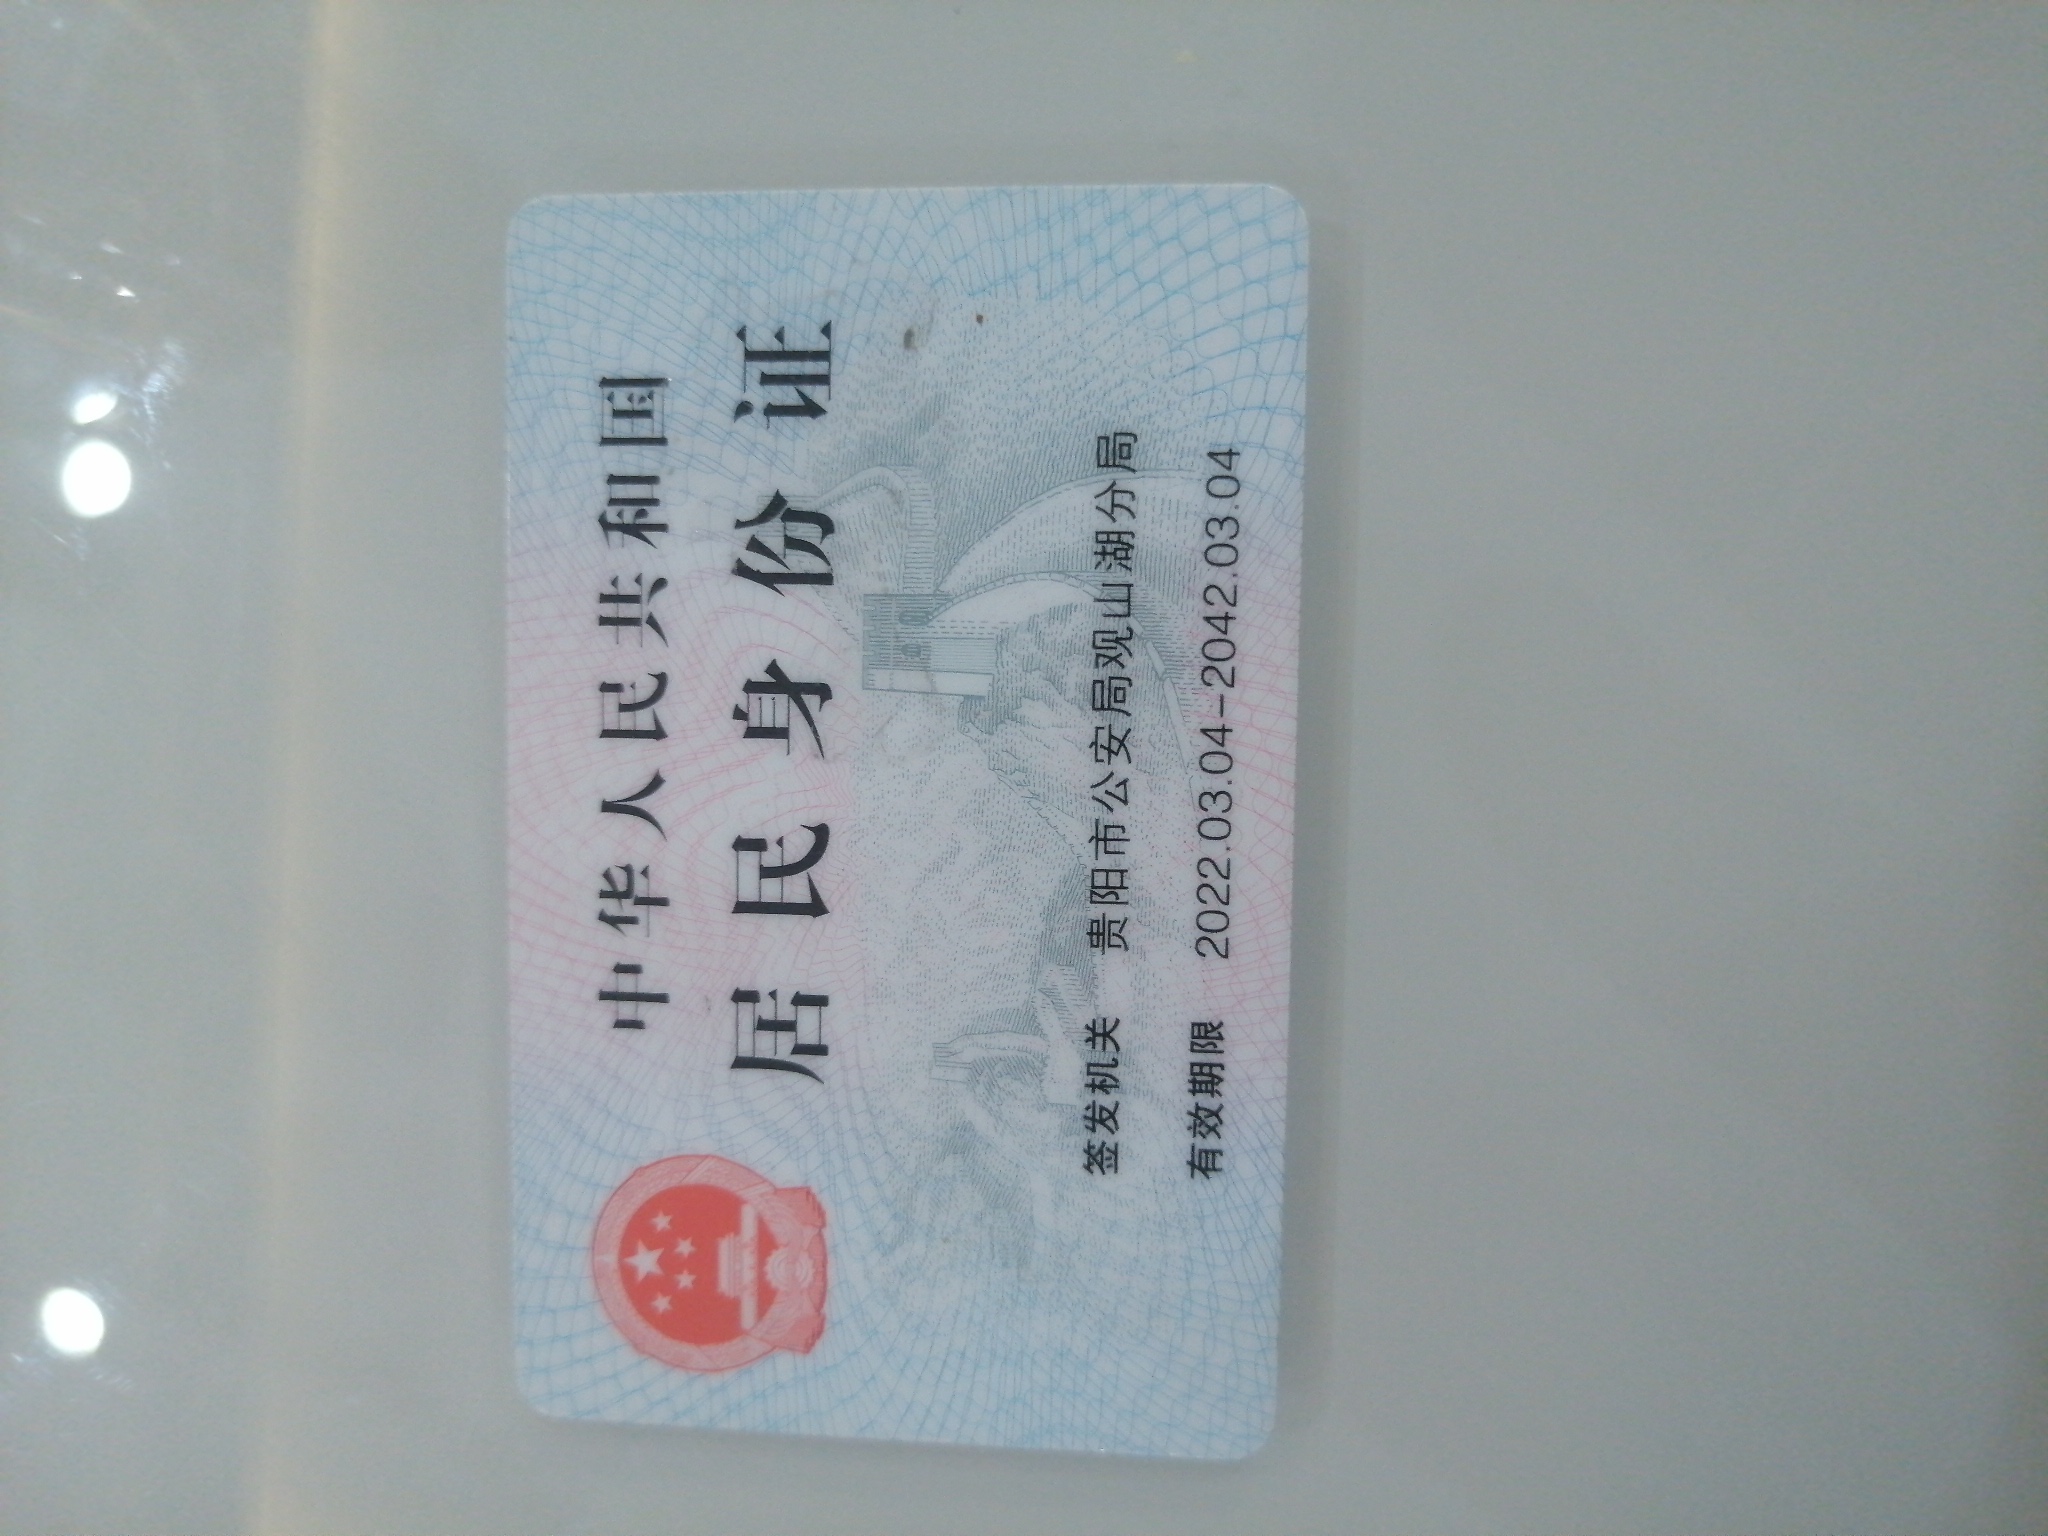 中华人民共和国
居民身份证
签发机关 贵阳市公安局观山湖分局
有效期限 2022.03.04-2042.03.04